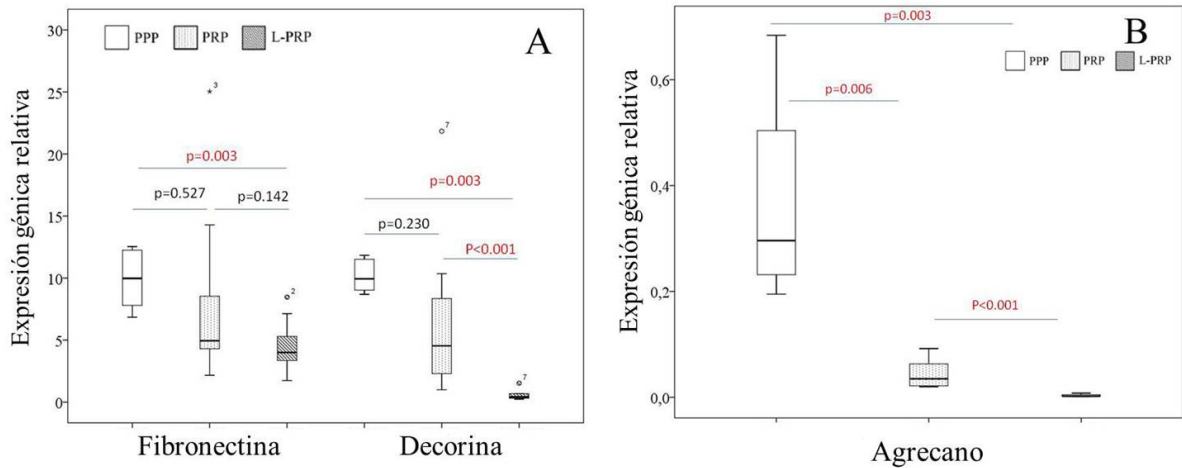 A
PPP PRP L-PRP
Expresión génica relativa
30
25
20
15
10
5
0
3
p=0.003
p=0.527
p=0.142
2
7
p=0.003
p=0.230
P<0.001
7
Fibronectina
Decorina
B
p=0.003
PPP PRP L-PRP
p=0.006
P<0.001
Expresión génica relativa
0,6
0,4
0,2
0,0
Agrecano